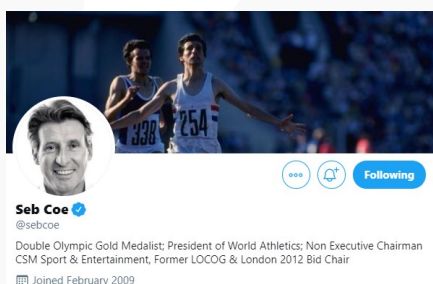 338
254
Following
Seb Coe
@sebcoe
Double Olympic Gold Medalist; President of World Athletics; Non Executive Chairman
CSM Sport & Entertainment, Former LOCOG & London 2012 Bid Chair
Joined February 2009